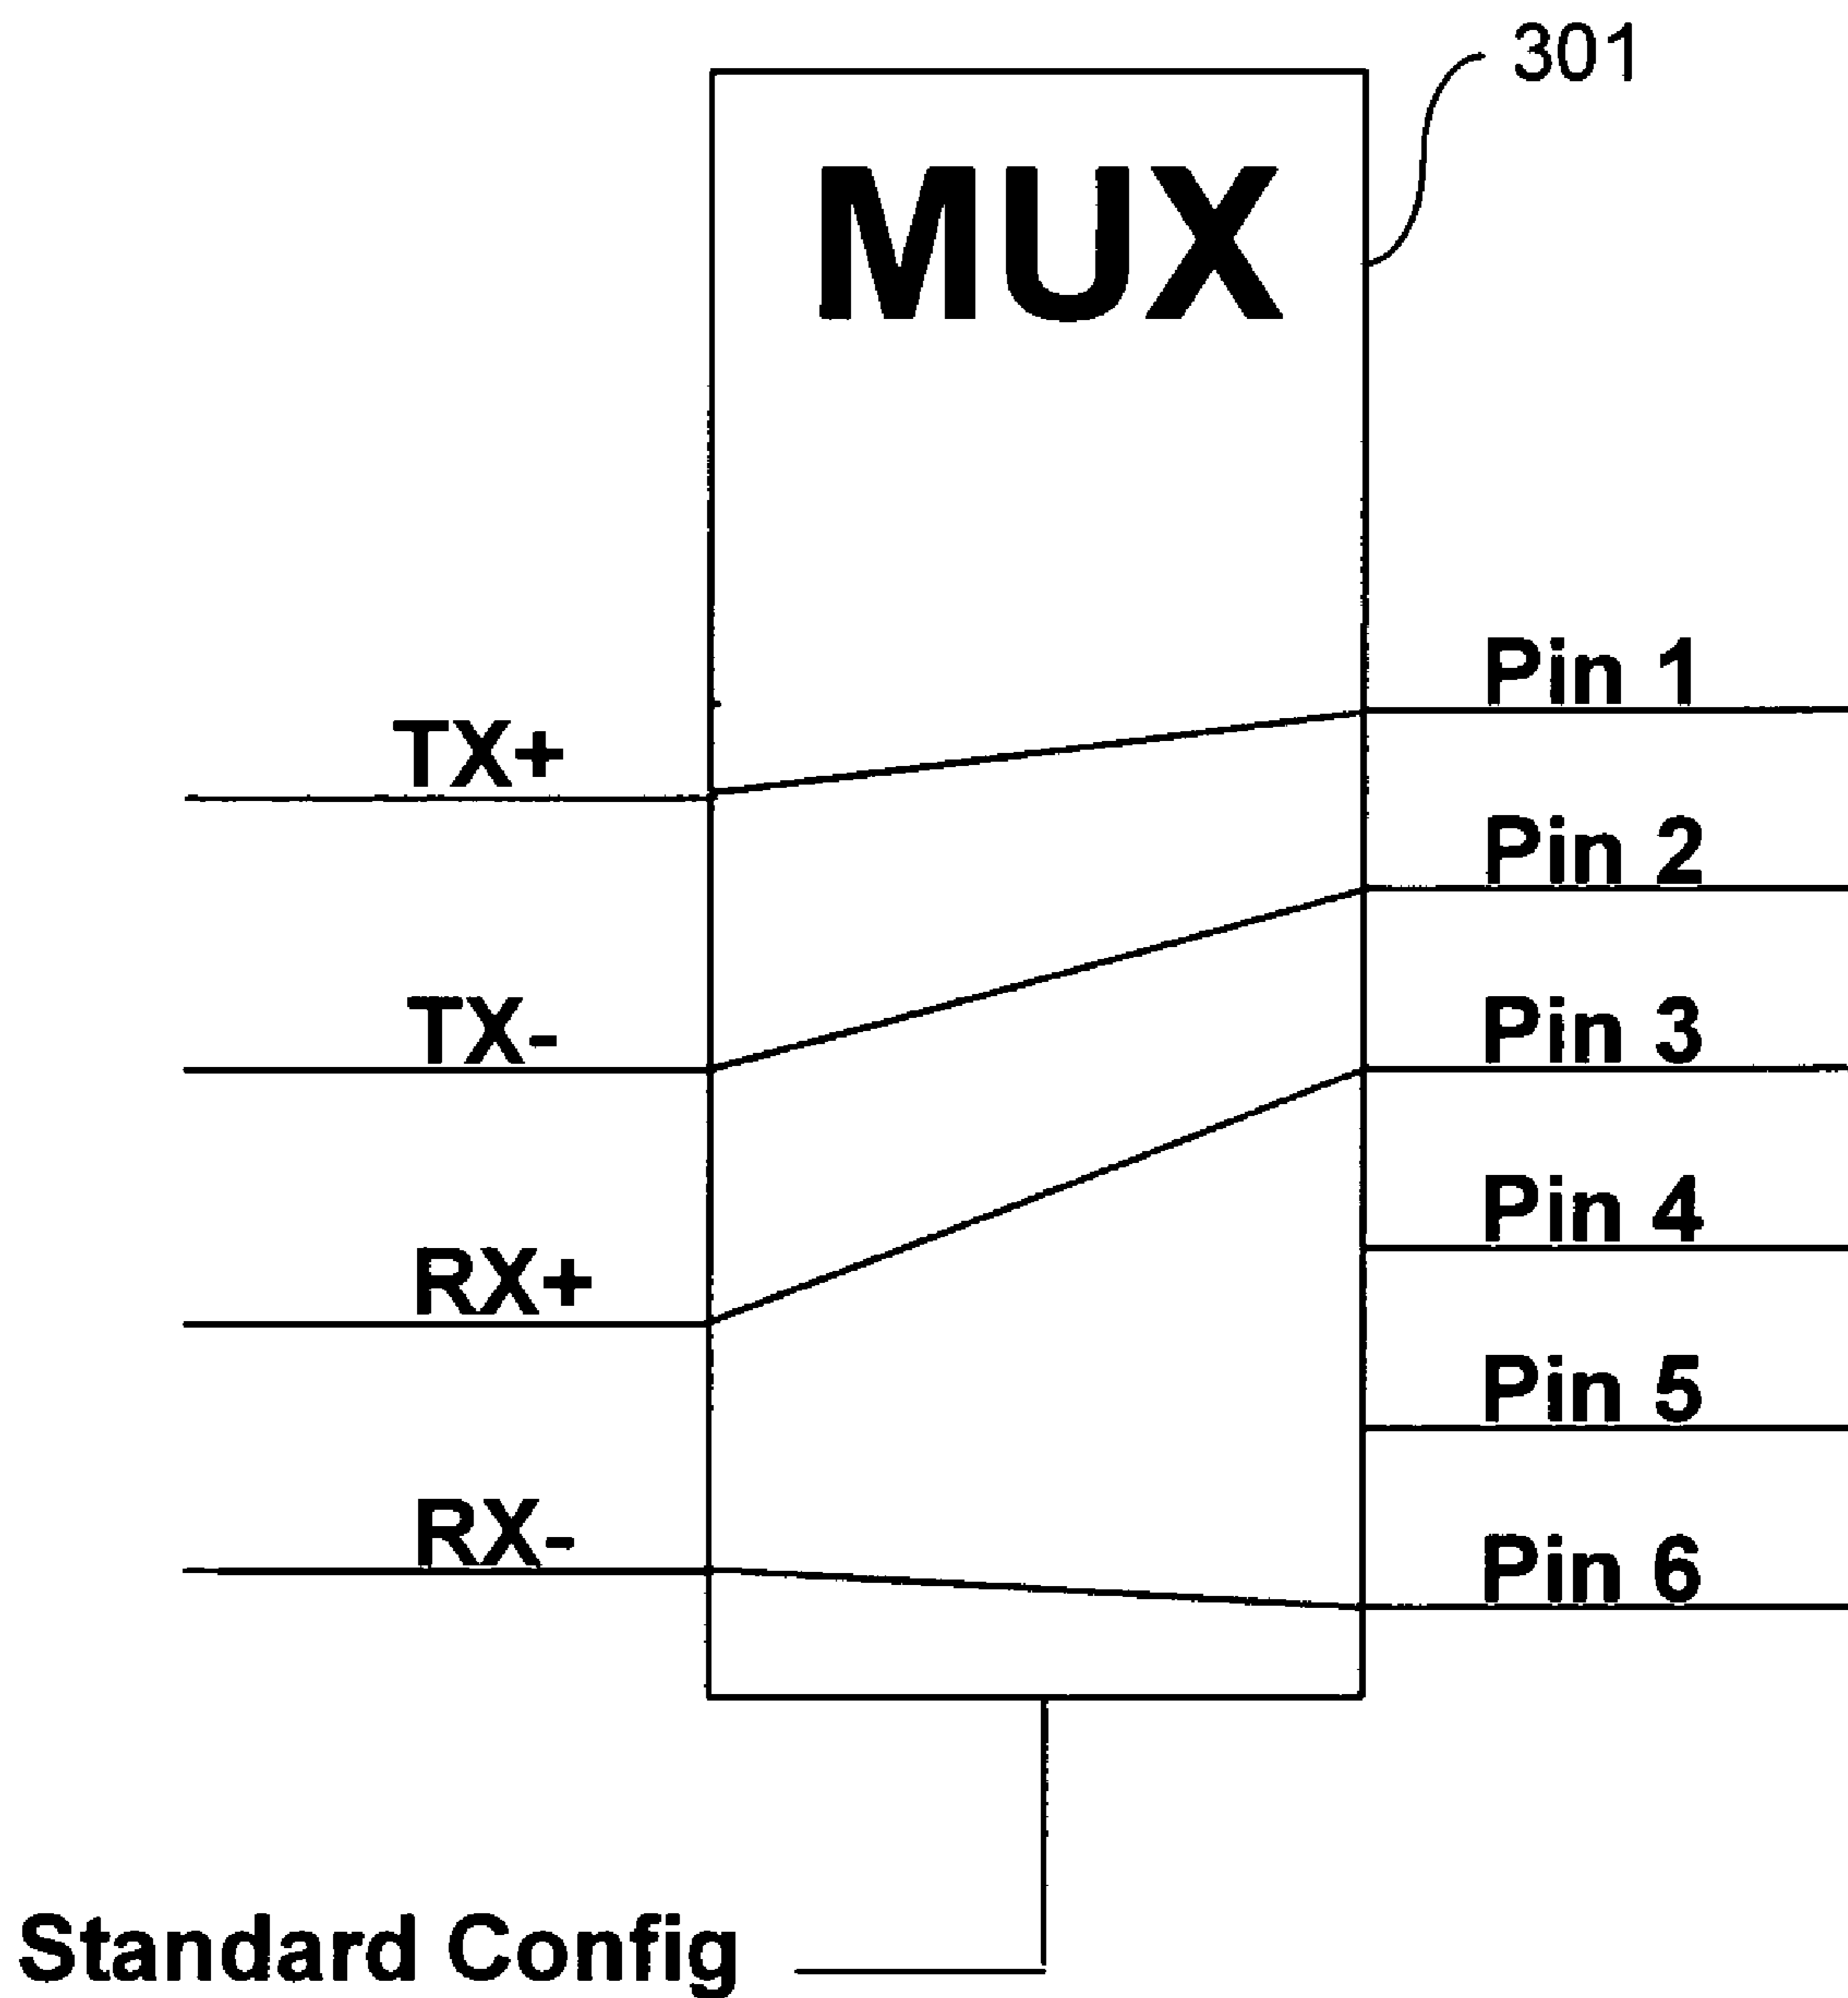 301
MUX
Pin 1
TX+
Pin 2
TX-
Pin 3
Pin 4
RX+
Pin 5
RX-
Pin 6
Standard Config